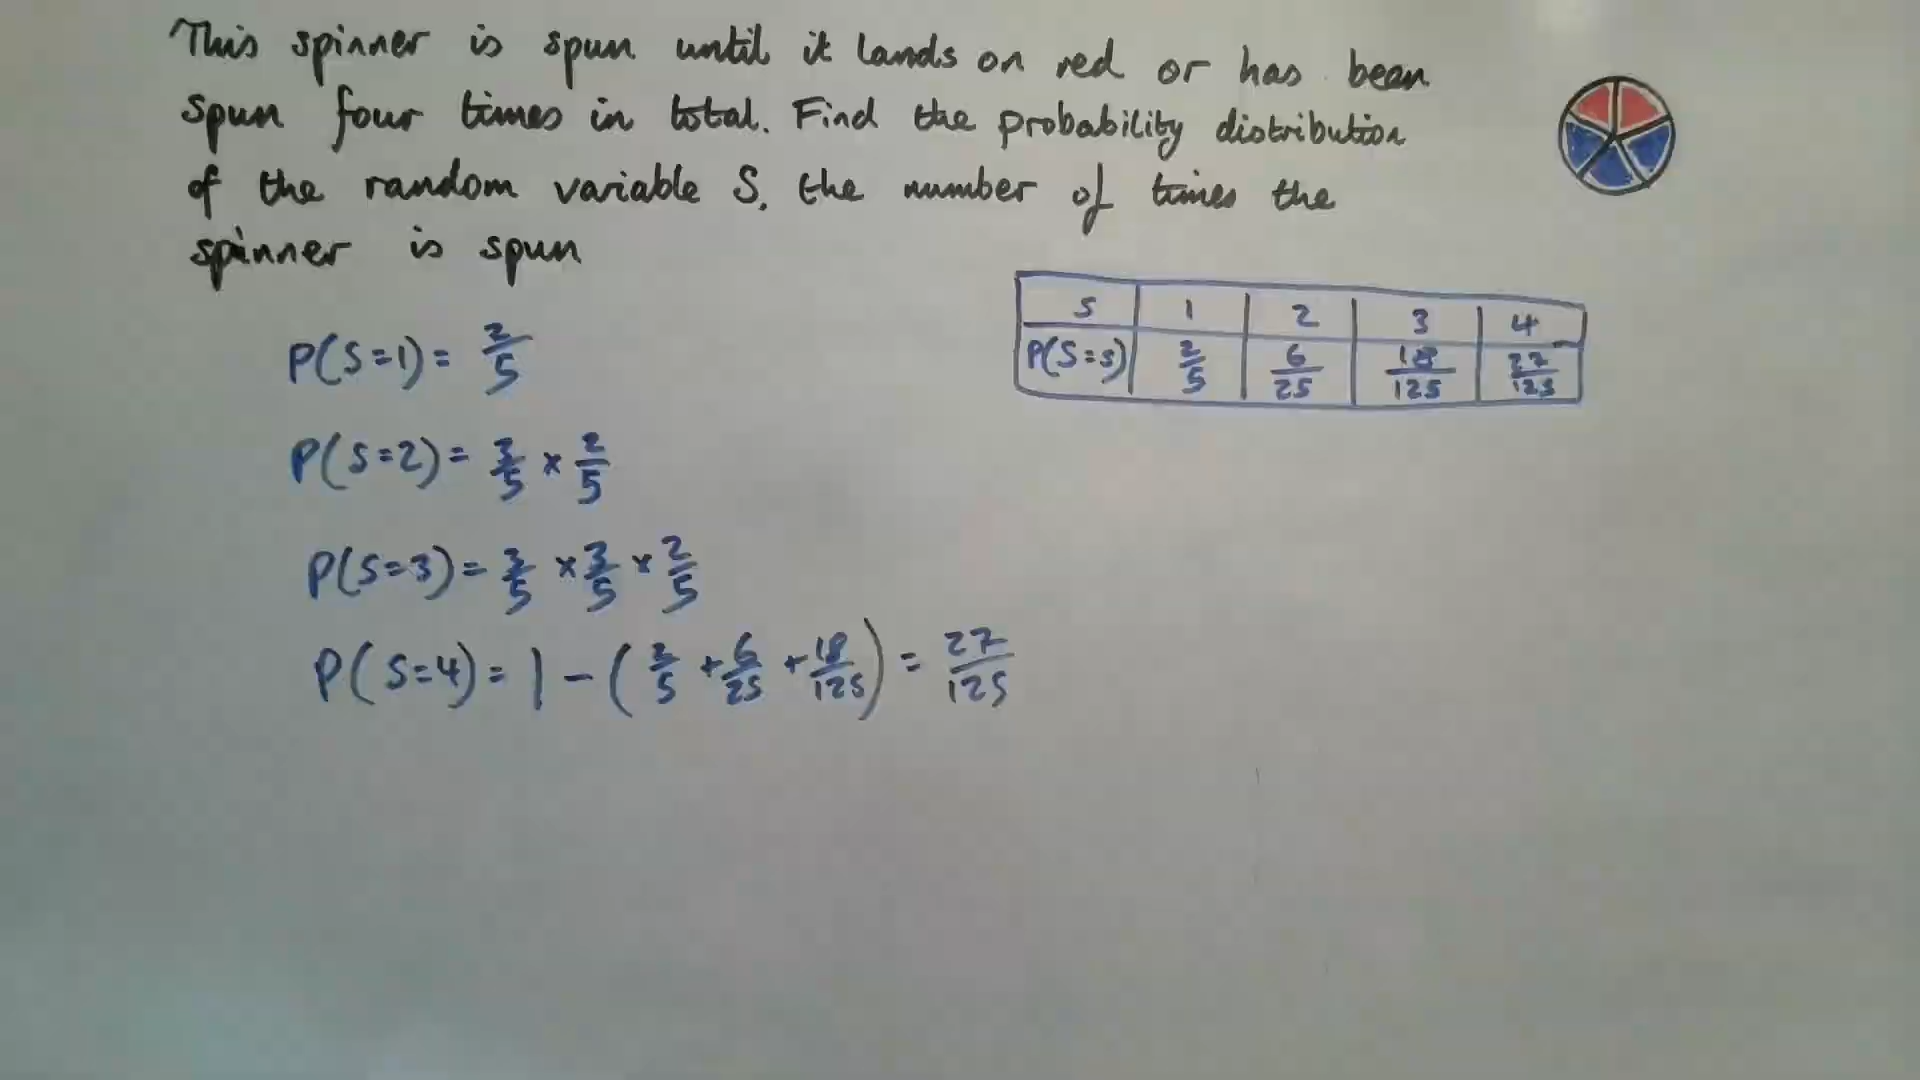 This spinner is spun until it lands on red or has been
spun four times in total. Find the probability distribution
of the random variable S, the number of times the
spinner is spun
s 1 2 3 4
P(S=s) 2/5 6/25 18/125 27/125
P(S=1) = 2/5
P(S=2) = 3/5 × 2/5
P(S=3) = 3/5 × 3/5 × 2/5
P(S=4) = 1 - (2/5 + 6/25 + 18/125) = 27/125